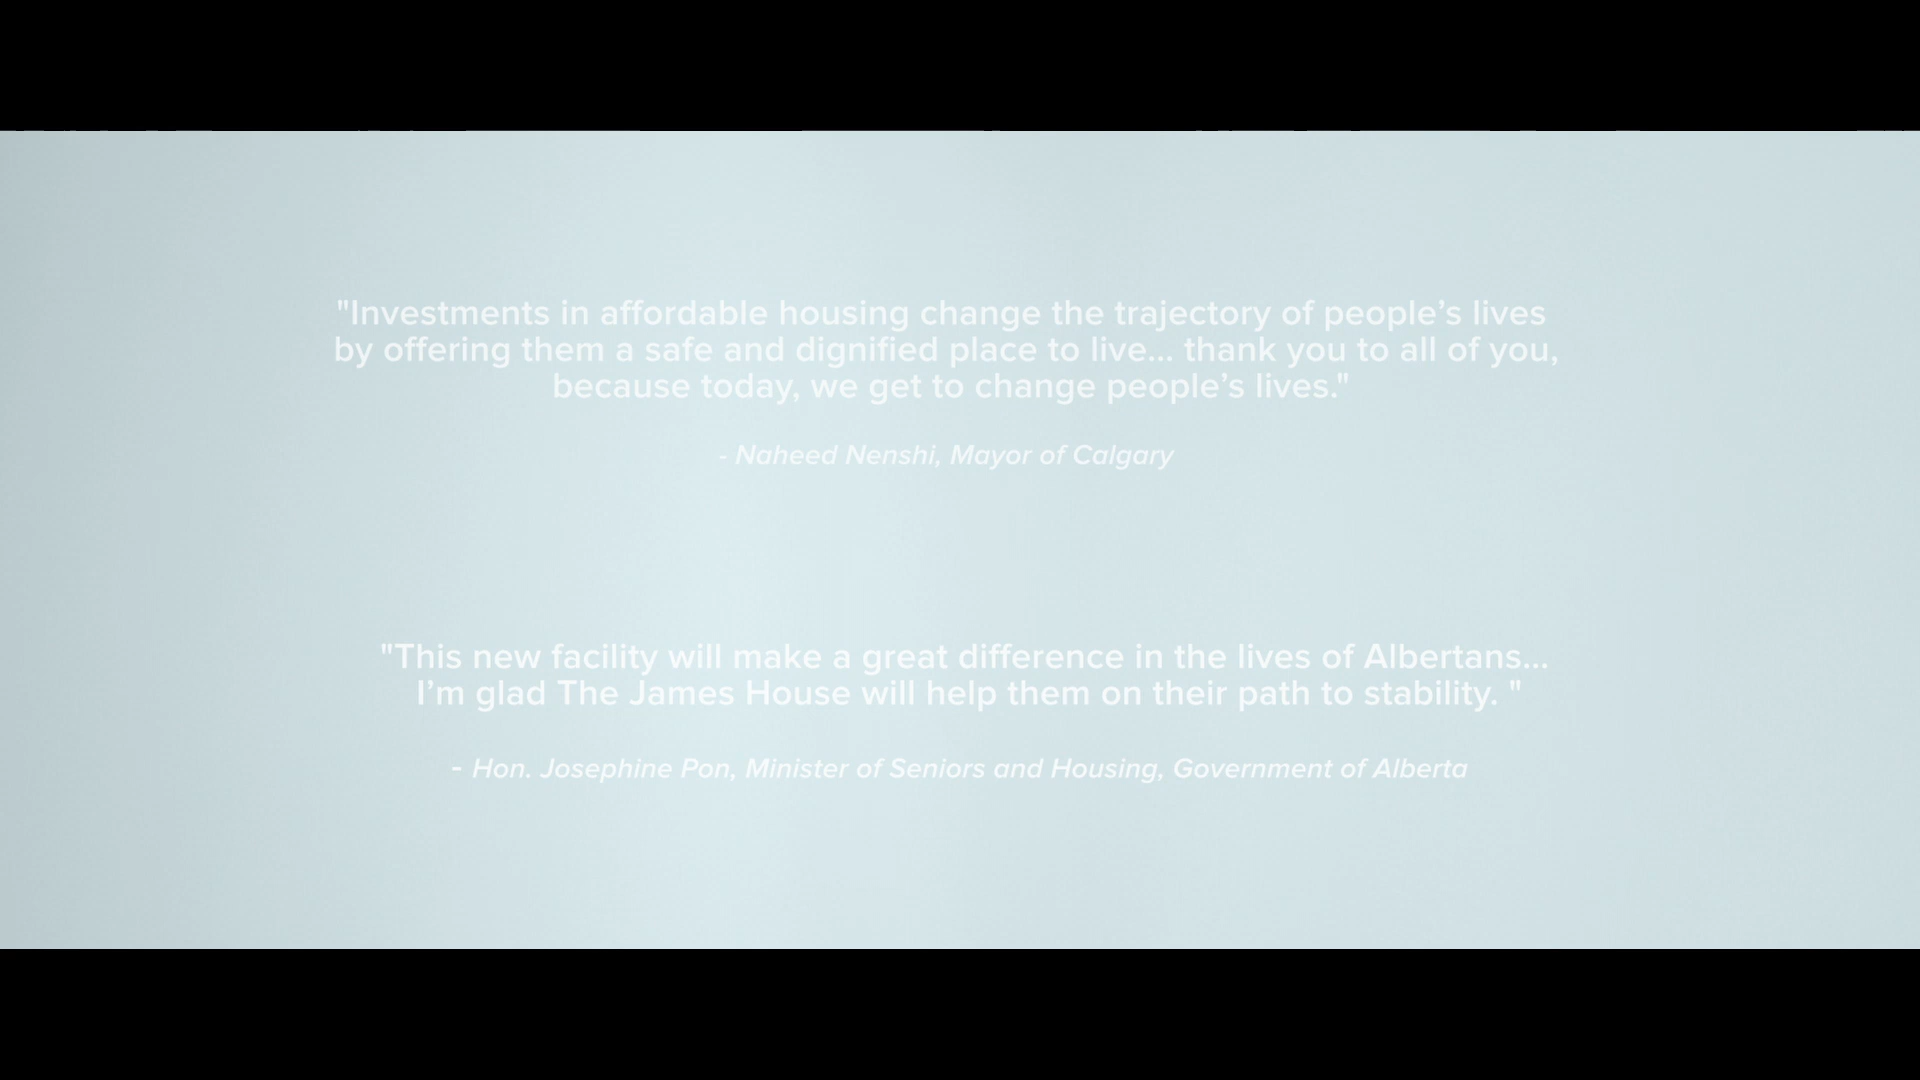 "Investments in affordable housing change the trajectory of people’s lives
by offering them a safe and dignified place to live... thank you to all of you,
because today, we get to change people’s lives."
- Naheed Nenshi, Mayor of Calgary
"This new facility will make a great difference in the lives of Albertans...
I’m glad The James House will help them on their path to stability. "
- Hon. Josephine Pon, Minister of Seniors and Housing, Government of Alberta